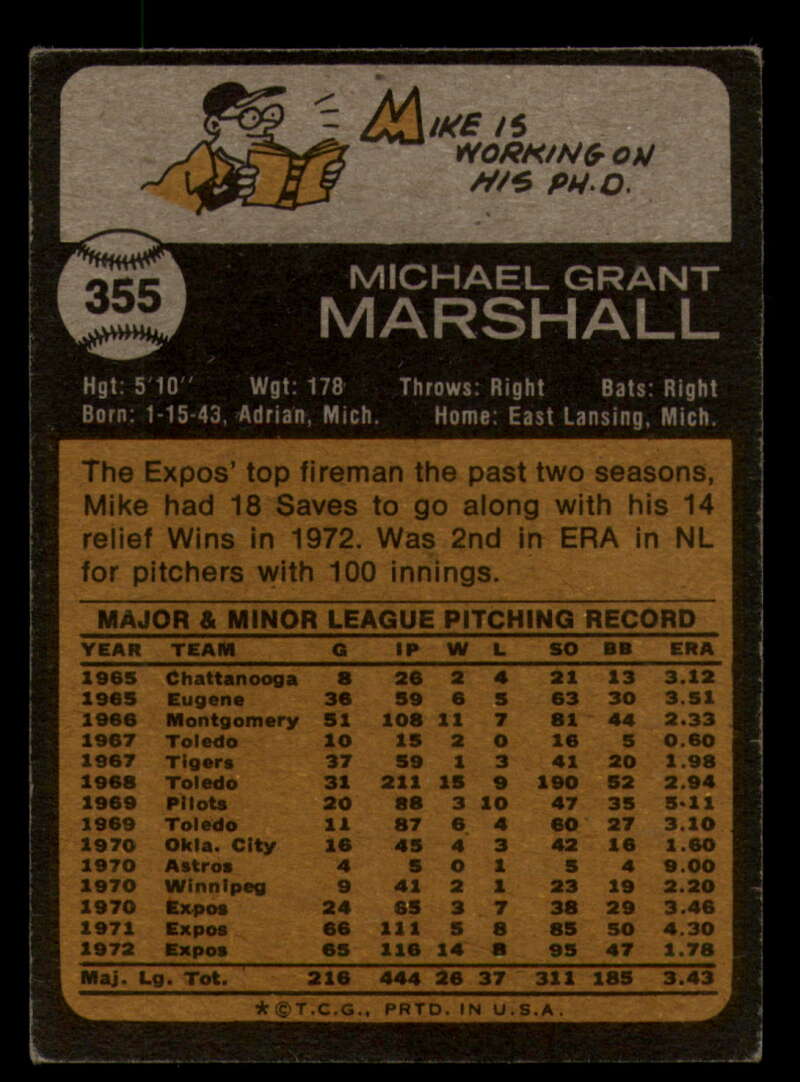 MIKE IS
WORKING ON
HIS PH.D.
355
MICHAEL GRANT
MARSHALL
Hgt: 5'10" Wgt: 178 Throws: Right Bats: Right
Born: 1-15-43, Adrian, Mich. Home: East Lansing, Mich.
The Expos' top fireman the past two seasons,
Mike had 18 Saves to go along with his 14
relief Wins in 1972. Was 2nd in ERA in NL
for pitchers with 100 innings.
MAJOR & MINOR LEAGUE PITCHING RECORD
YEAR TEAM G IP W L SO BB ERA
1965 Chattanooga 8 26 2 4 21 13 3.12
1965 Eugene 36 59 6 5 63 30 3.51
1966 Montgomery 51 108 11 7 81 44 2.33
1967 Toledo 10 15 2 0 16 5 0.60
1967 Tigers 37 59 1 3 41 20 1.98
1968 Toledo 31 211 15 9 190 52 2.94
1969 Pilots 20 88 3 10 47 35 5.11
1969 Toledo 11 87 6 4 60 27 3.10
1970 Okla. City 16 45 4 3 42 16 1.60
1970 Astros 4 5 0 1 5 4 9.00
1970 Winnipeg 9 41 2 1 23 19 2.20
1970 Expos 24 65 3 7 38 29 3.46
1971 Expos 66 111 5 8 85 50 4.30
1972 Expos 65 116 14 8 95 47 1.78
Maj. Lg. Tot. 216 444 26 37 311 185 3.43
*©T.C.G., PRTD. IN U.S.A.